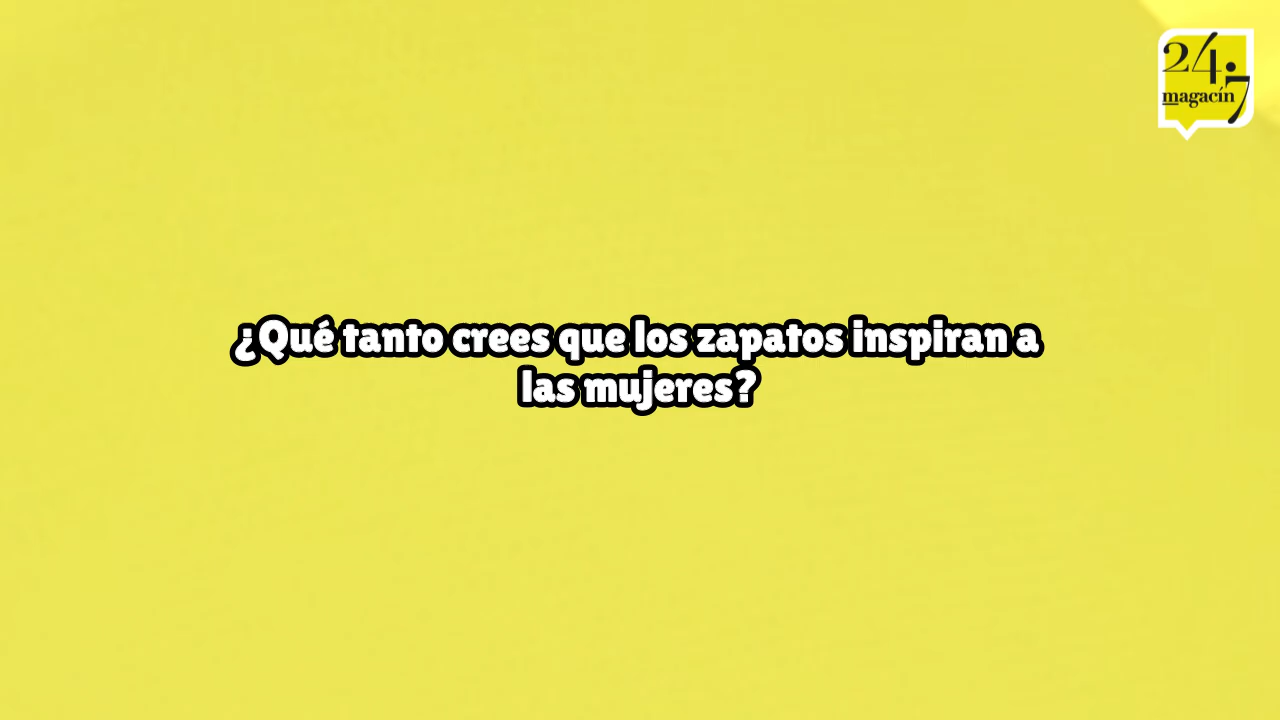 24.7
magacín
¿Qué tanto crees que los zapatos inspiran a
las mujeres?